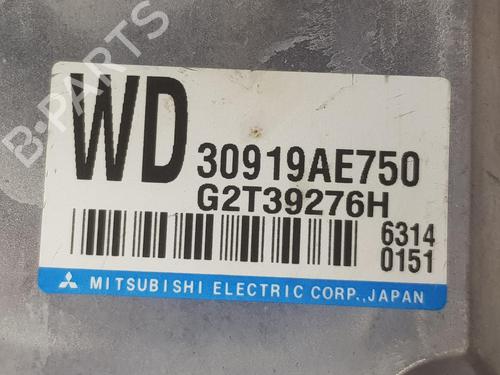 WD 30919AE750
G2T39276H
6314
0151
MITSUBISHI ELECTRIC CORP., JAPAN
B-PARTS